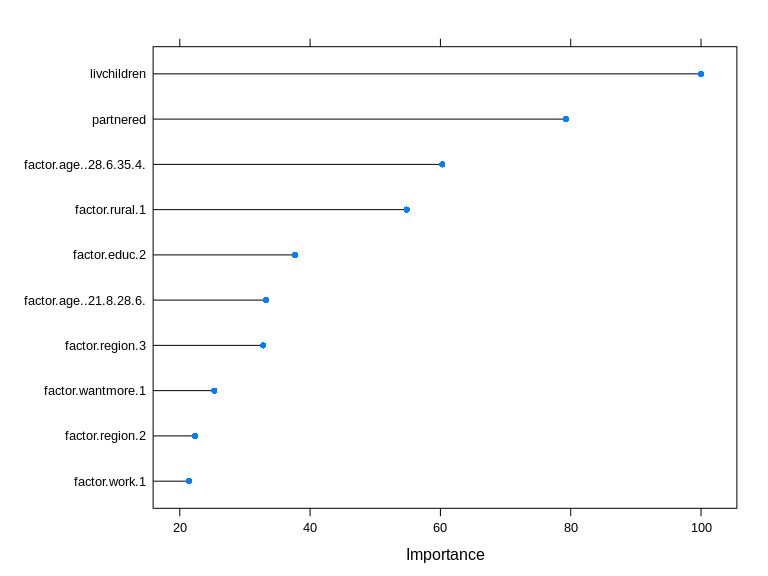 livchildren
partnered
factor.age..28.6.35.4.
factor.rural.1
factor.educ.2
factor.age..21.8.28.6.
factor.region.3
factor.wantmore.1
factor.region.2
factor.work.1
20 40 60 80 100
Importance